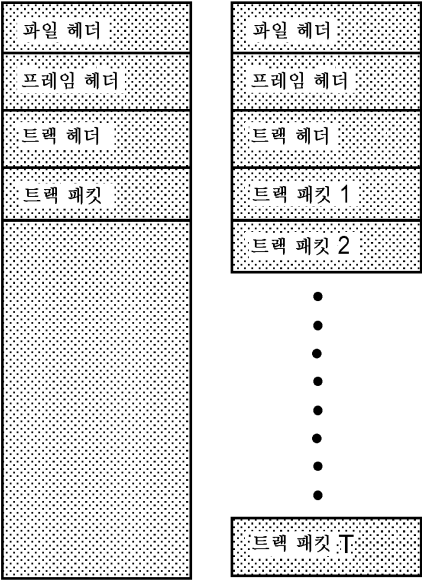 파일 헤더
프레임 헤더
트랙 헤더
트랙 패킷
파일 헤더
프레임 헤더
트랙 헤더
트랙 패킷 1
트랙 패킷 2
트랙 패킷 T